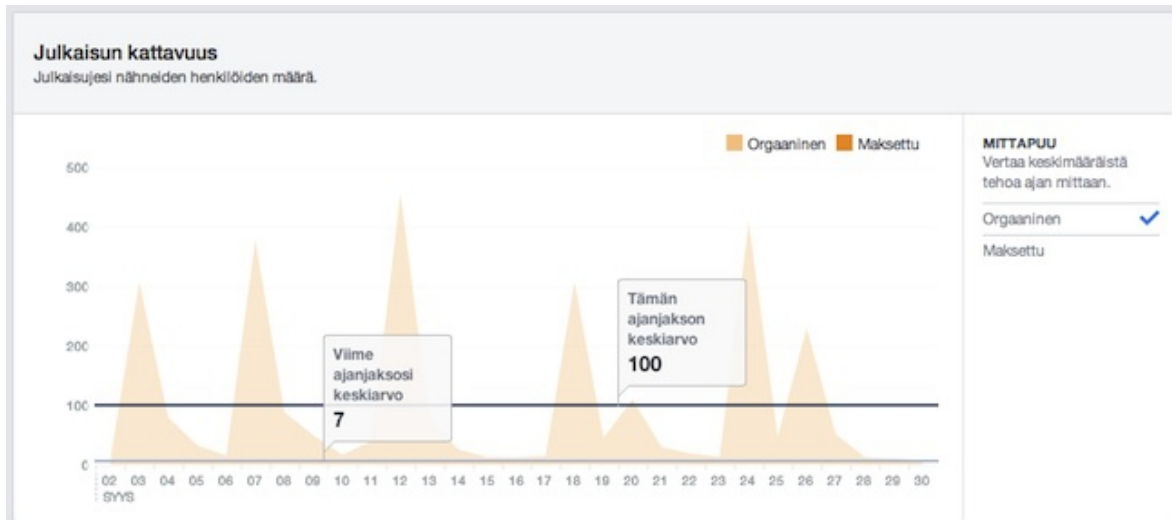 Julkaisun kattavuus
Julkaisujesi nähneiden henkilöiden määrä.
Orgaaninen Maksettu
500
400
300
200
100
0
Viime
ajanjaksosi
keskiarvo
7
Tämän
ajanjakson
keskiarvo
100
02 03 04 05 06 07 08 09 10 11 12 13 14 15 16 17 18 19 20 21 22 23 24 25 26 27 28 29 30
SYYS
MITTAPUU
Vertaa keskimääräistä
tehoa ajan mittaan.
Orgaaninen
Maksettu